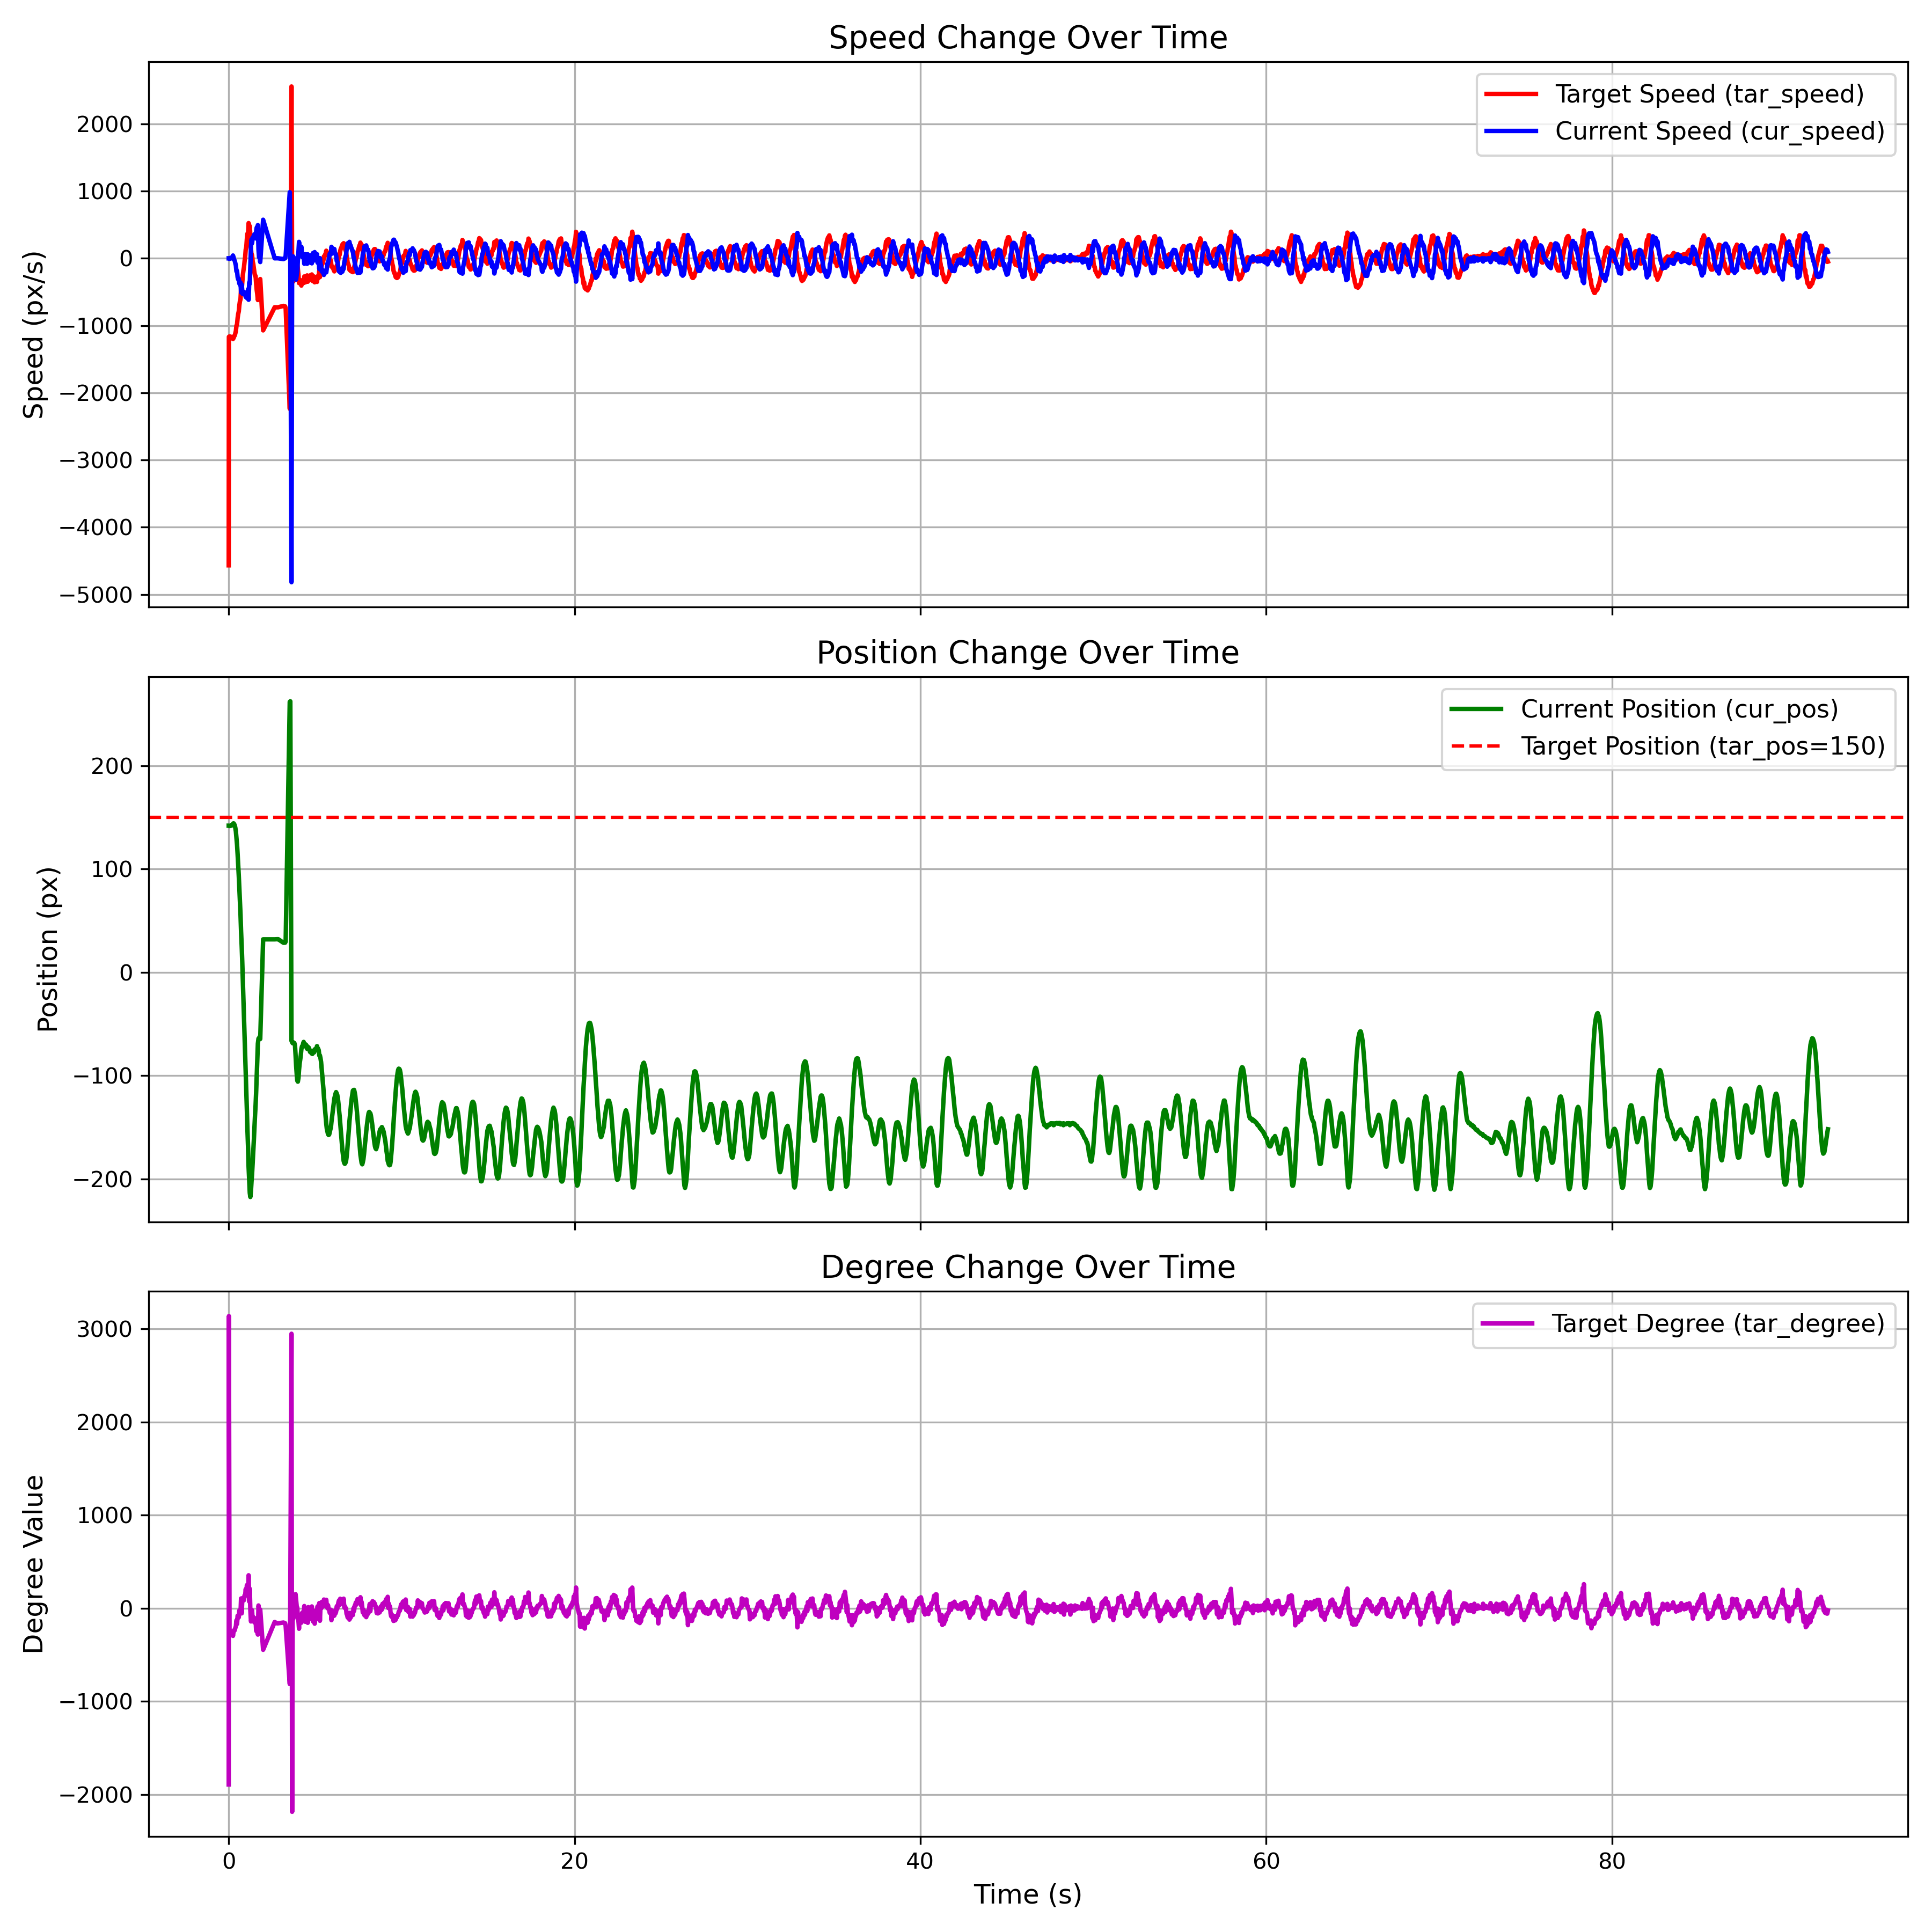 Speed Change Over Time
Target Speed (tar_speed)
Current Speed (cur_speed)
2000
1000
0
−1000
−2000
−3000
−4000
−5000
Speed (px/s)
Position Change Over Time
Current Position (cur_pos)
Target Position (tar_pos=150)
200
100
0
−100
−200
Position (px)
Degree Change Over Time
Target Degree (tar_degree)
3000
2000
1000
0
−1000
−2000
Degree Value
0
20
40
60
80
Time (s)